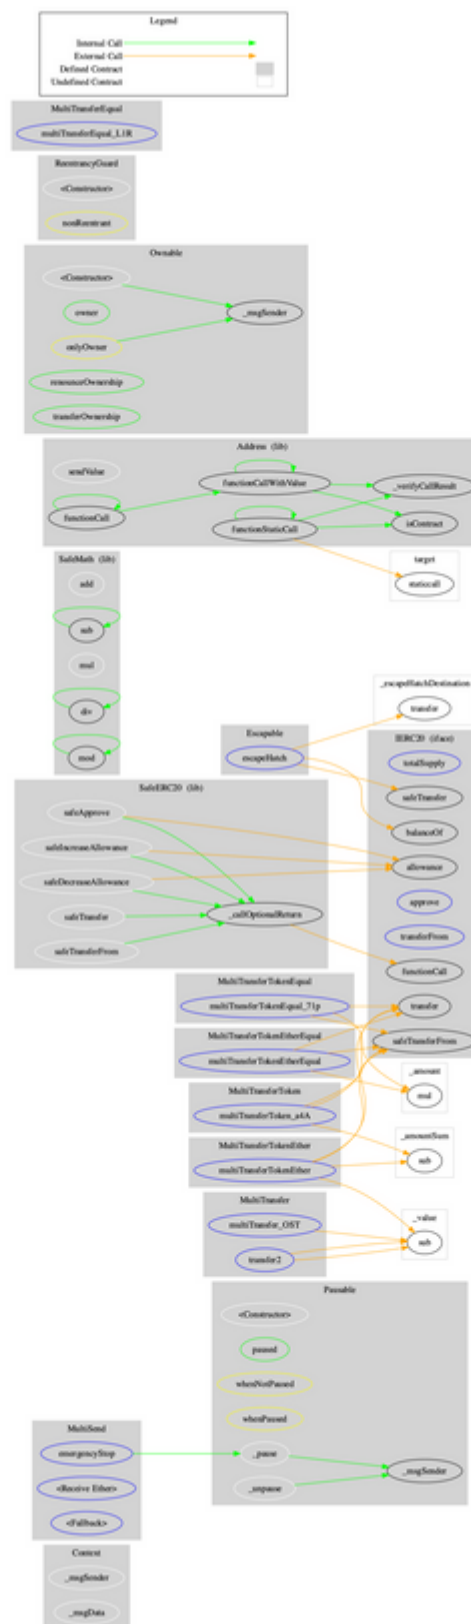 Legend
Internal Call
External Call
Defined Contract
Undefined Contract
MultiTransferEqual
multiTransferEqual_L1R
ReentrancyGuard
<Constructor>
nonReentrant
Ownable
<Constructor>
owner
_msgSender
onlyOwner
renounceOwnership
transferOwnership
Address (lib)
sendValue
functionCallWithValue
_verifyCallResult
functionCall
functionStaticCall
isContract
SafeMath (lib)
target
add
staticcall
sub
mul
_escapeHatchDestination
div
transfer
Escapable
IERC20 (iface)
mod
escapeHatch
totalSupply
SafeERC20 (lib)
safeTransfer
safeApprove
balanceOf
safeIncreaseAllowance
allowance
safeDecreaseAllowance
_callOptionalReturn
approve
safeTransfer
transferFrom
safeTransferFrom
functionCall
MultiTransferTokenEqual
multiTransferTokenEqual_71p
transfer
MultiTransferTokenEtherEqual
safeTransferFrom
multiTransferTokenEtherEqual
_amount
mul
MultiTransferToken
multiTransferToken_a4A
_amountSum
MultiTransferTokenEther
sub
multiTransferTokenEther
MultiTransfer
_value
multiTransfer_OST
sub
transfer2
Pausable
<Constructor>
paused
whenNotPaused
whenPaused
MultiSend
emergencyStop
_pause
_msgSender
<Receive Ether>
_unpause
<Fallback>
Context
_msgSender
_msgData